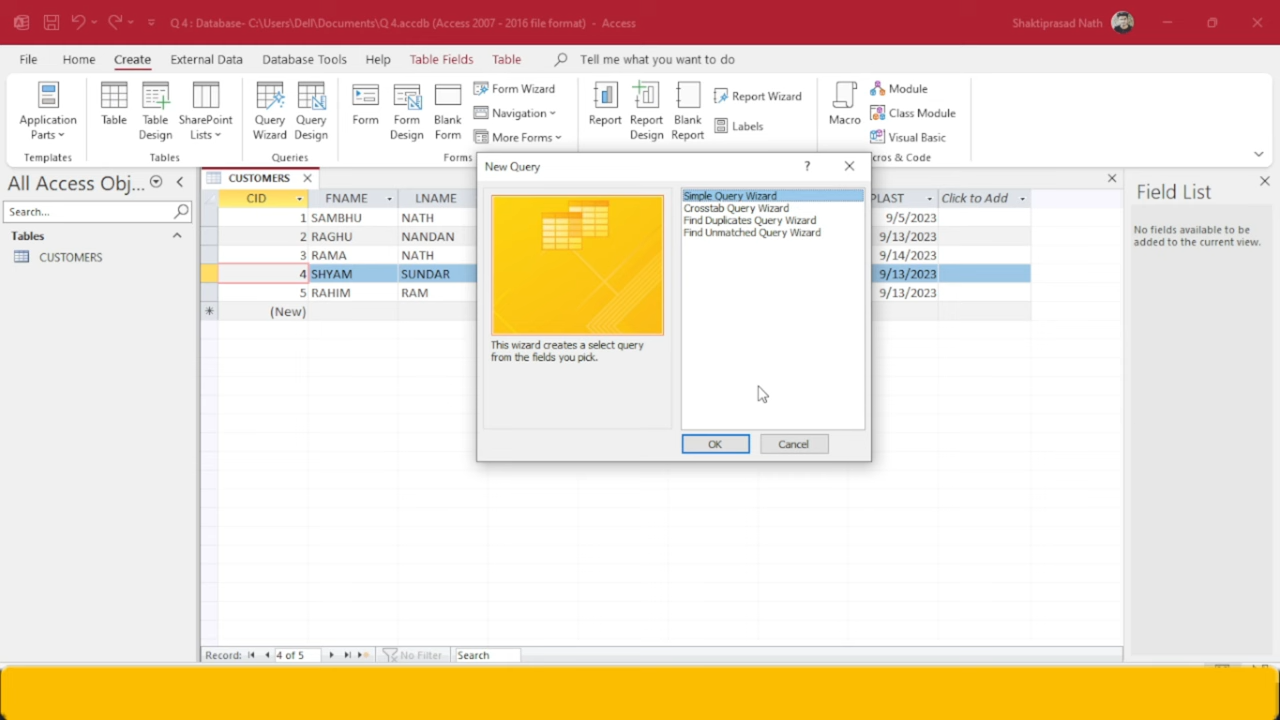 Q 4 : Database- C:\Users\Dell\Documents\Q 4.accdb (Access 2007 - 2016 file format) - Access
Shaktiprasad Nath
File Home Create External Data Database Tools Help Table Fields Table Tell me what you want to do
Application Parts
Table
Table Design
SharePoint Lists
Query Wizard
Query Design
Form
Form Design
Blank Form
Form Wizard
Navigation
More Forms
Report
Report Design
Blank Report
Report Wizard
Labels
Macro
Module
Class Module
Visual Basic
Templates
Tables
Queries
Forms
cros & Code
All Access Obj...
Search...
Tables
CUSTOMERS
CUSTOMERS
CID FNAME LNAME PLAST Click to Add
1 SAMBHU NATH 9/5/2023
2 RAGHU NANDAN 9/13/2023
3 RAMA NATH 9/14/2023
4 SHYAM SUNDAR 9/13/2023
5 RAHIM RAM 9/13/2023
(New)
New Query
?
Simple Query Wizard
Crosstab Query Wizard
Find Duplicates Query Wizard
Find Unmatched Query Wizard
This wizard creates a select query
from the fields you pick.
OK
Cancel
Field List
No fields available to be
added to the current view.
Record: 4 of 5 No Filter Search